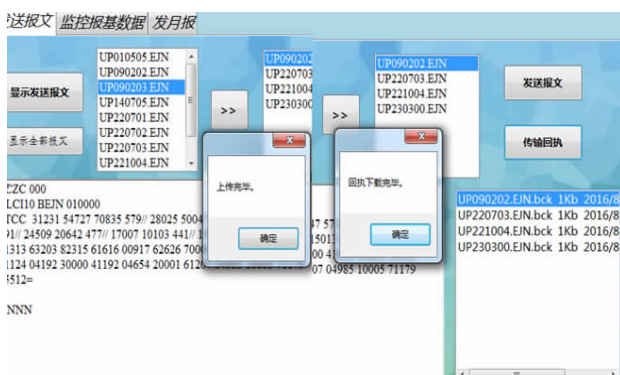 发送报文 监控报基数据 发月报
显示发送报文
显示全部报文
UP010505.EJN
UP090202.EJN
UP090203.EJN
UP140705.EJN
UP220701.EJN
UP220702.EJN
UP220703.EJN
UP221004.EJN
>>
UP090202
UP220703
UP221004
UP230300
>>
UP090202.EJN
UP220703.EJN
UP221004.EJN
UP230300.EJN
发送报文
传输回执
上传完毕。
确定
回执下载完毕。
确定
CZC 000
LCI10 BEJN 010000
TCC 31231 54727 70835 579// 28025 5004
01// 24509 20642 477// 17007 10103 441//
1313 63203 82315 61616 00917 62626 700
1124 04192 30000 41192 04654 20001
5512=
NNN
07 04985 10005 71179
UP090202.EJN.bck 1Kb 2016/8
UP220703.EJN.bck 1Kb 2016/8
UP221004.EJN.bck 1Kb 2016/8
UP230300.EJN.bck 1Kb 2016/8